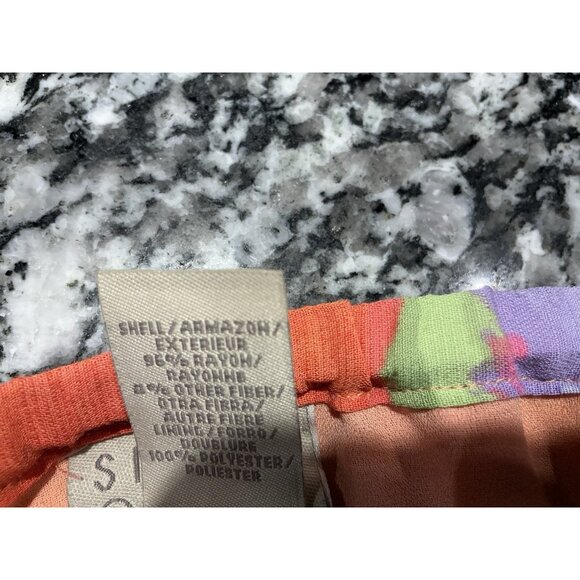 SHELL/ARMAZON/
EXTERIEUR
96% RAYON/
RAYONNE
4% OTHER FIBER/
OTRA FIBRA/
AUTRE FIBRE
LINING/FORRO/
DOUBLURE
100% POLYESTER/
POLIESTER
S